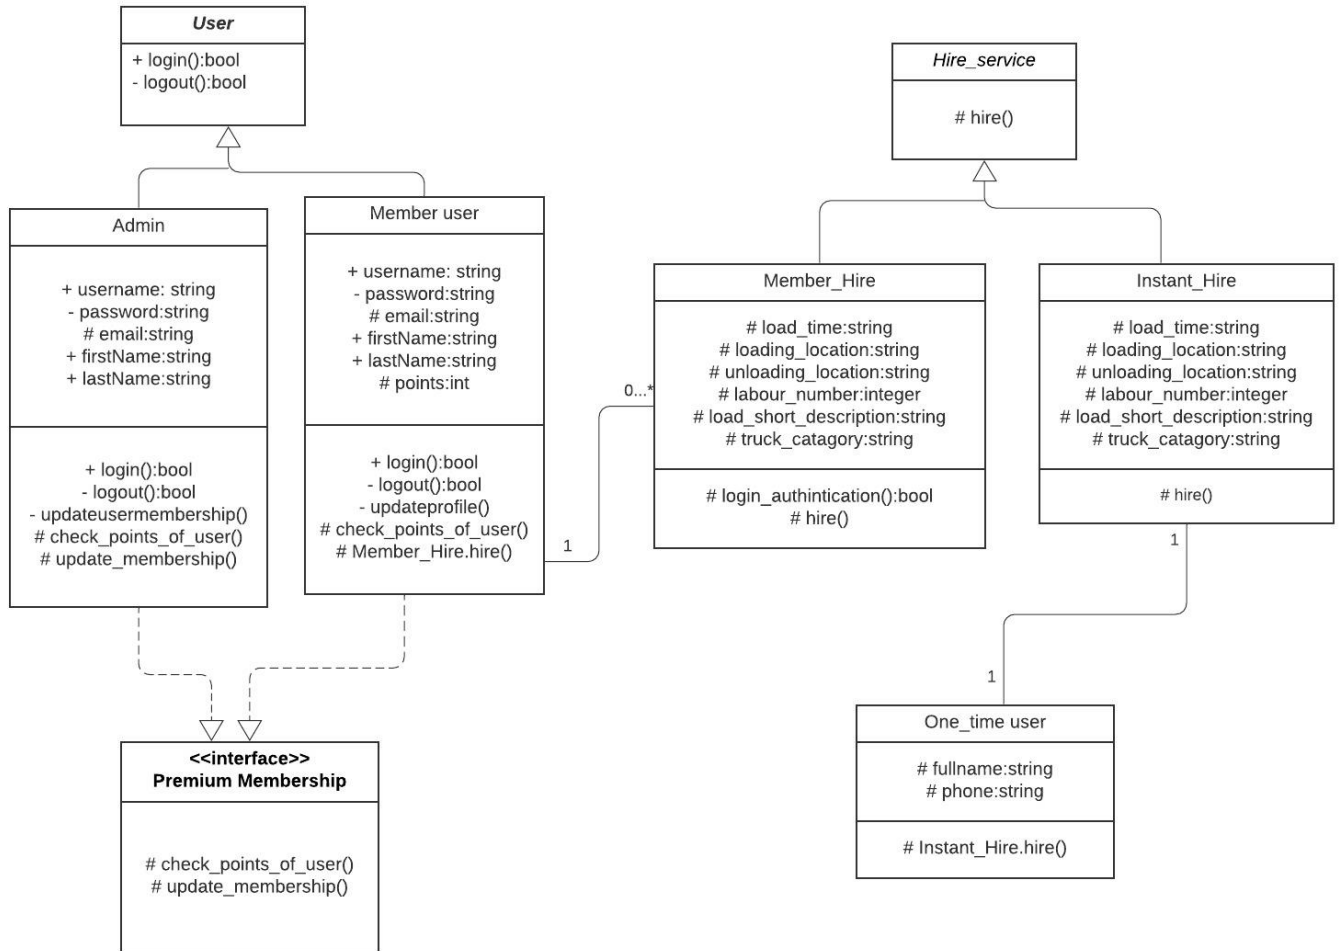 User
+ login():bool
- logout():bool
Hire_service
# hire()
Admin
+ username: string
- password:string
# email:string
+ firstName:string
+ lastName:string
+ login():bool
- logout():bool
- updateusermembership()
# check_points_of_user()
# update_membership()
Member user
+ username: string
- password:string
# email:string
+ firstName:string
+ lastName:string
# points:int
+ login():bool
- logout():bool
- updateprofile()
# check_points_of_user()
# Member_Hire.hire()
1
0...*
Member_Hire
# load_time:string
# loading_location:string
# unloading_location:string
# labour_number:integer
# load_short_description:string
# truck_catagory:string
# login_authintication():bool
# hire()
Instant_Hire
# load_time:string
# loading_location:string
# unloading_location:string
# labour_number:integer
# load_short_description:string
# truck_catagory:string
# hire()
1
1
One_time user
# fullname:string
# phone:string
# Instant_Hire.hire()
<<interface>>
Premium Membership
# check_points_of_user()
# update_membership()